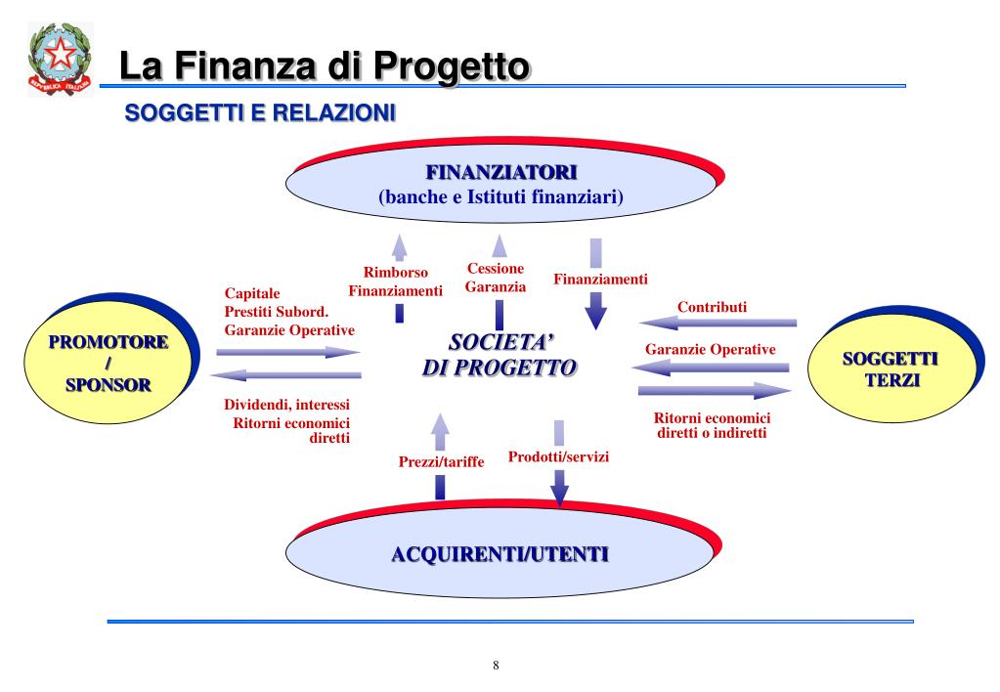 La Finanza di Progetto
SOGGETTI E RELAZIONI
REPVBBLICA ITALIANA
FINANZIATORI
(banche e Istituti finanziari)
Rimborso
Finanziamenti
Cessione
Garanzia
Finanziamenti
Capitale
Prestiti Subord.
Garanzie Operative
Contributi
PROMOTORE
/
SPONSOR
SOCIETA’
DI PROGETTO
Garanzie Operative
SOGGETTI
TERZI
Dividendi, interessi
Ritorni economici
diretti
Ritorni economici
diretti o indiretti
Prezzi/tariffe
Prodotti/servizi
ACQUIRENTI/UTENTI
8